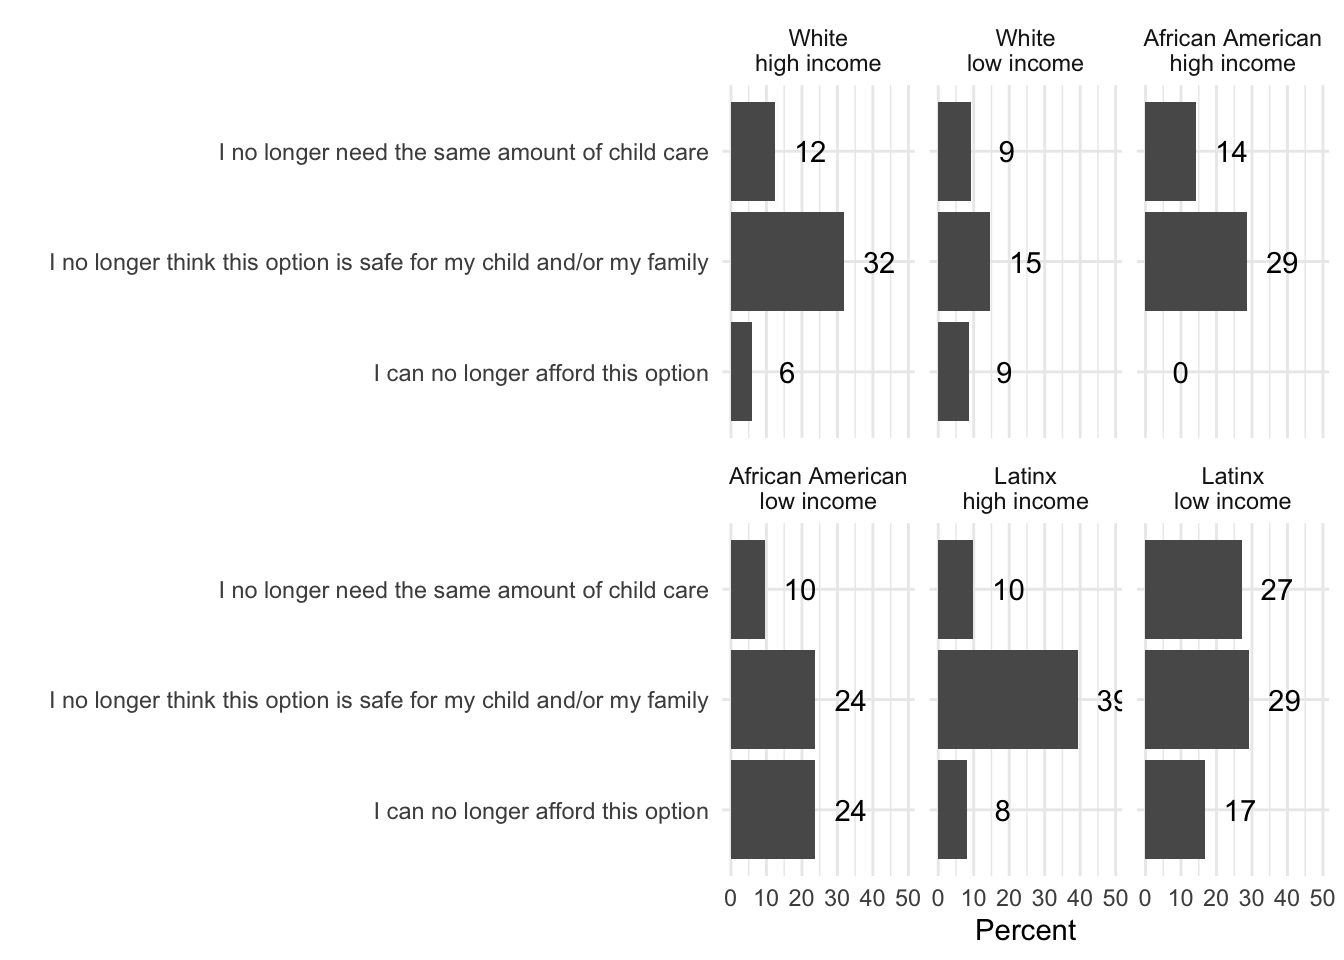 White
high income
White
low income
African American
high income
I no longer need the same amount of child care
12
9
14
I no longer think this option is safe for my child and/or my family
32
15
29
I can no longer afford this option
6
9
0
African American
low income
Latinx
high income
Latinx
low income
I no longer need the same amount of child care
10
10
27
I no longer think this option is safe for my child and/or my family
24
39
29
I can no longer afford this option
24
8
17
0 10 20 30 40 50
0 10 20 30 40 50
0 10 20 30 40 50
Percent